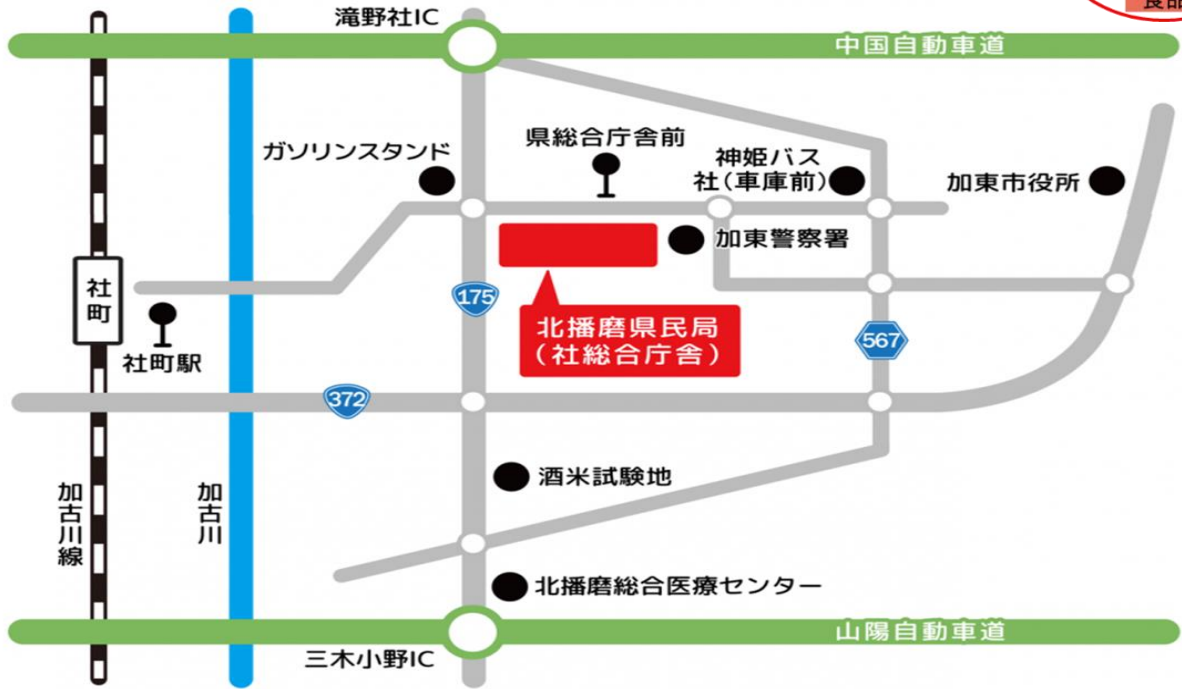 滝野社IC
食品
中国自動車道
ガソリンスタンド
県総合庁舎前
神姫バス
社(車庫前)
加東市役所
加東警察署
社町
175
北播磨県民局
(社総合庁舎)
567
社町駅
372
酒米試験地
加古川線
加古川
北播磨総合医療センター
山陽自動車道
三木小野IC